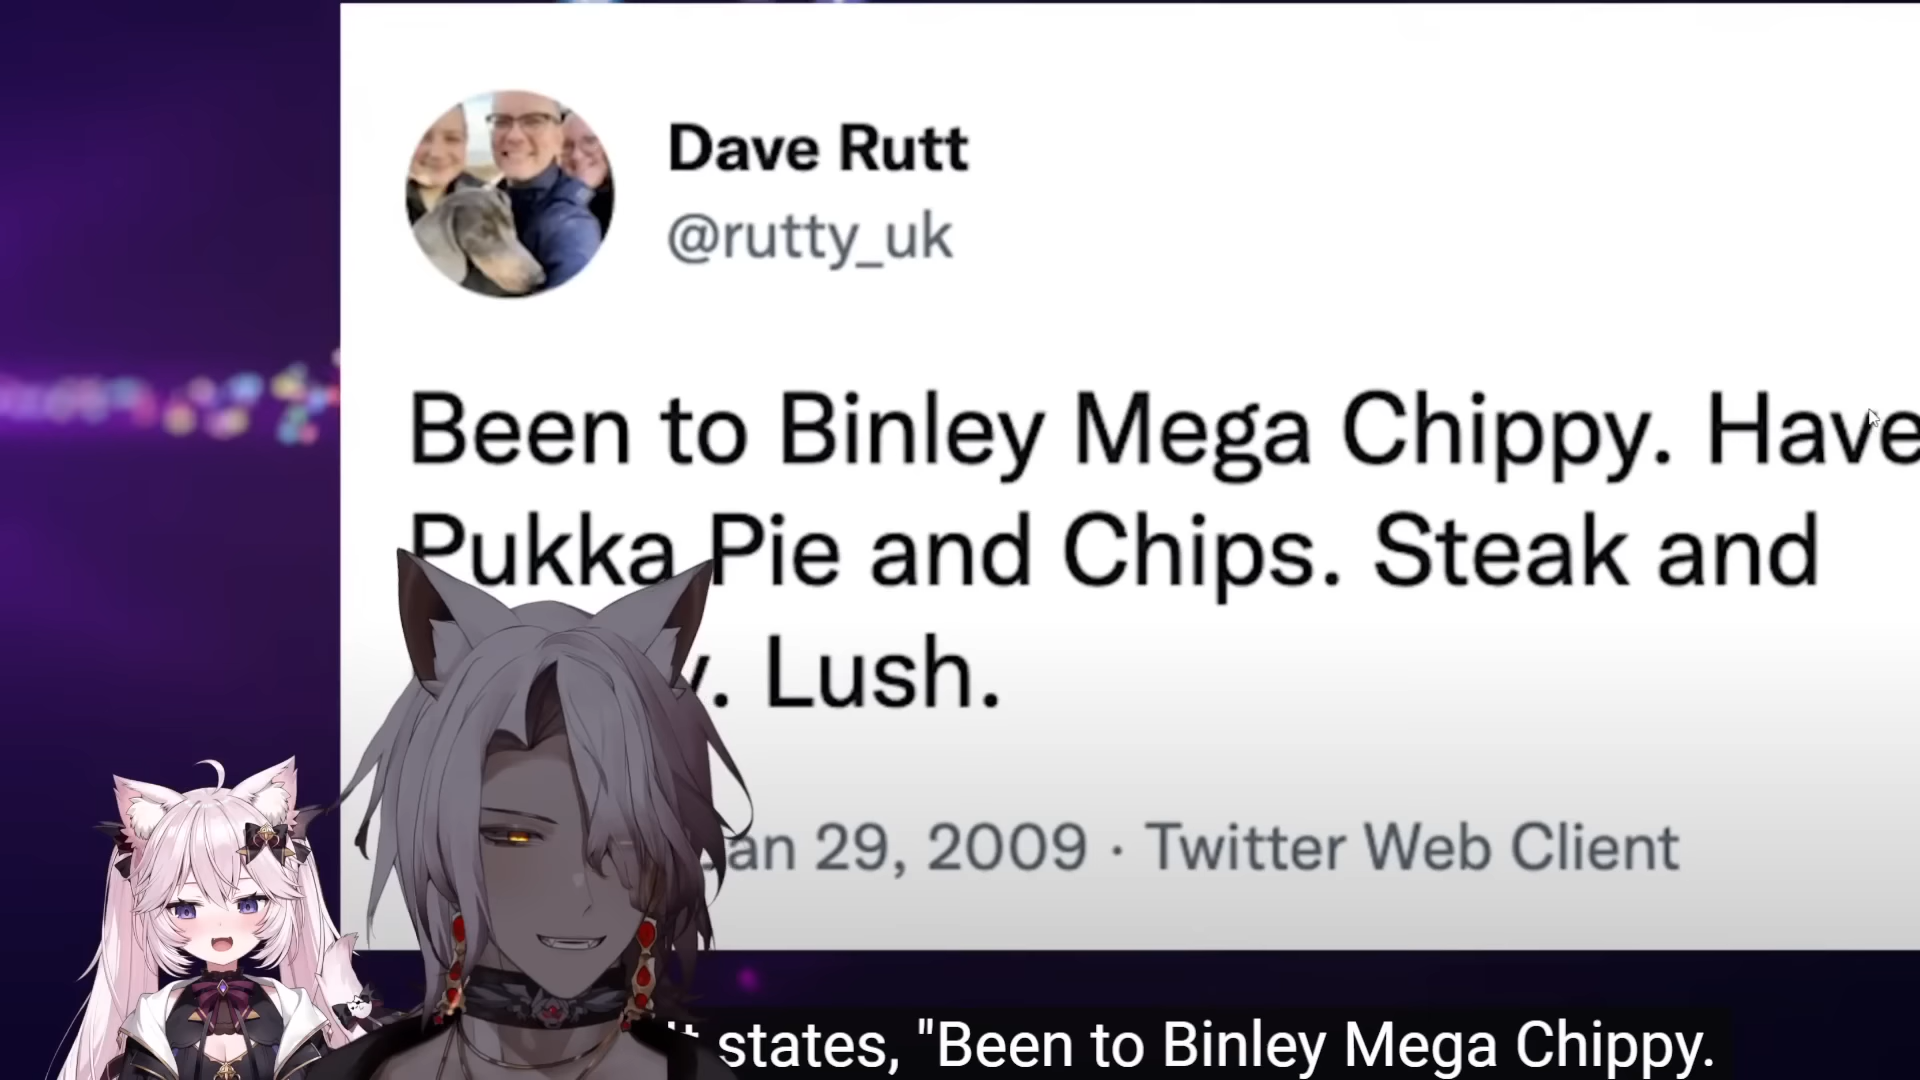 Dave Rutt
@rutty_uk
Been to Binley Mega Chippy. Have
Pukka Pie and Chips. Steak and
. Lush.
Jan 29, 2009 · Twitter Web Client
states, "Been to Binley Mega Chippy.